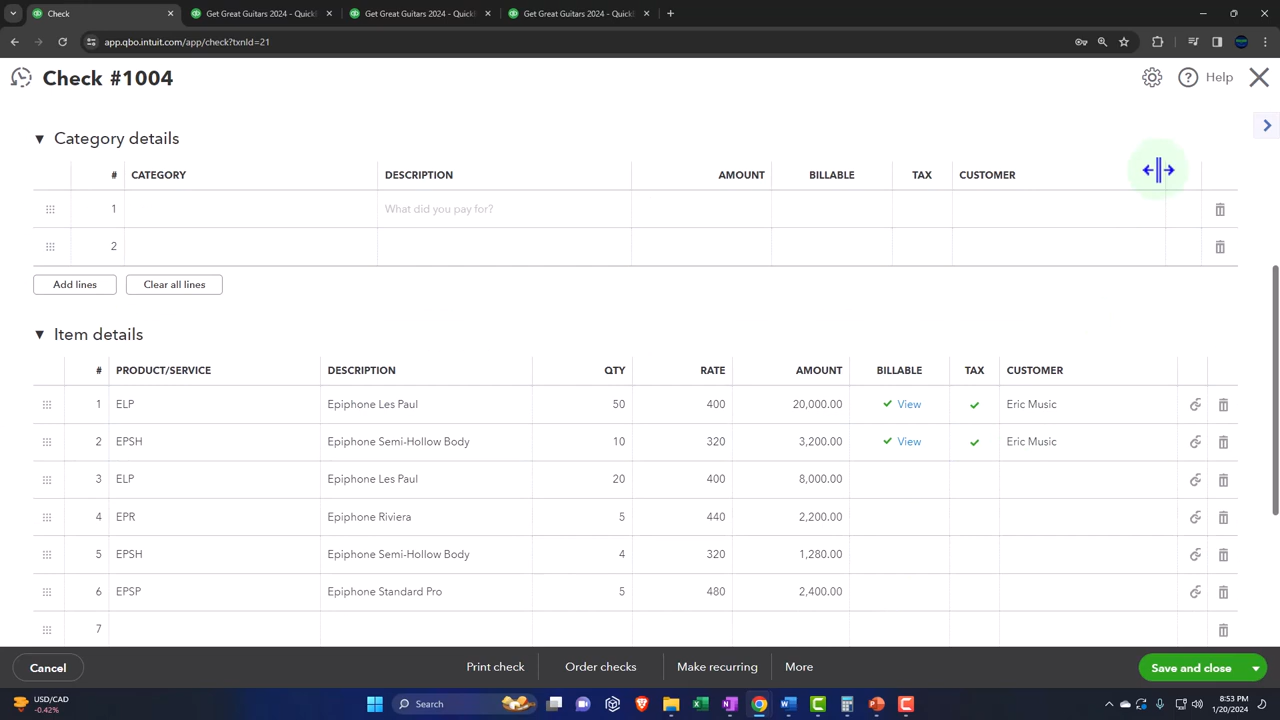 Check
Get Great Guitars 2024 - Quick
Get Great Guitars 2024 - QuickB
Get Great Guitars 2024 - QuickB
app.qbo.intuit.com/app/check?txnId=21
Check #1004
Help
Category details
# CATEGORY DESCRIPTION AMOUNT BILLABLE TAX CUSTOMER
1 What did you pay for?
2
Add lines Clear all lines
Item details
# PRODUCT/SERVICE DESCRIPTION QTY RATE AMOUNT BILLABLE TAX CUSTOMER
1 ELP Epiphone Les Paul 50 400 20,000.00 View Eric Music
2 EPSH Epiphone Semi-Hollow Body 10 320 3,200.00 View Eric Music
3 ELP Epiphone Les Paul 20 400 8,000.00
4 EPR Epiphone Riviera 5 440 2,200.00
5 EPSH Epiphone Semi-Hollow Body 4 320 1,280.00
6 EPSP Epiphone Standard Pro 5 480 2,400.00
7
Cancel Print check Order checks Make recurring More Save and close
USD/CAD
-0.42%
Search
8:53 PM
1/20/2024